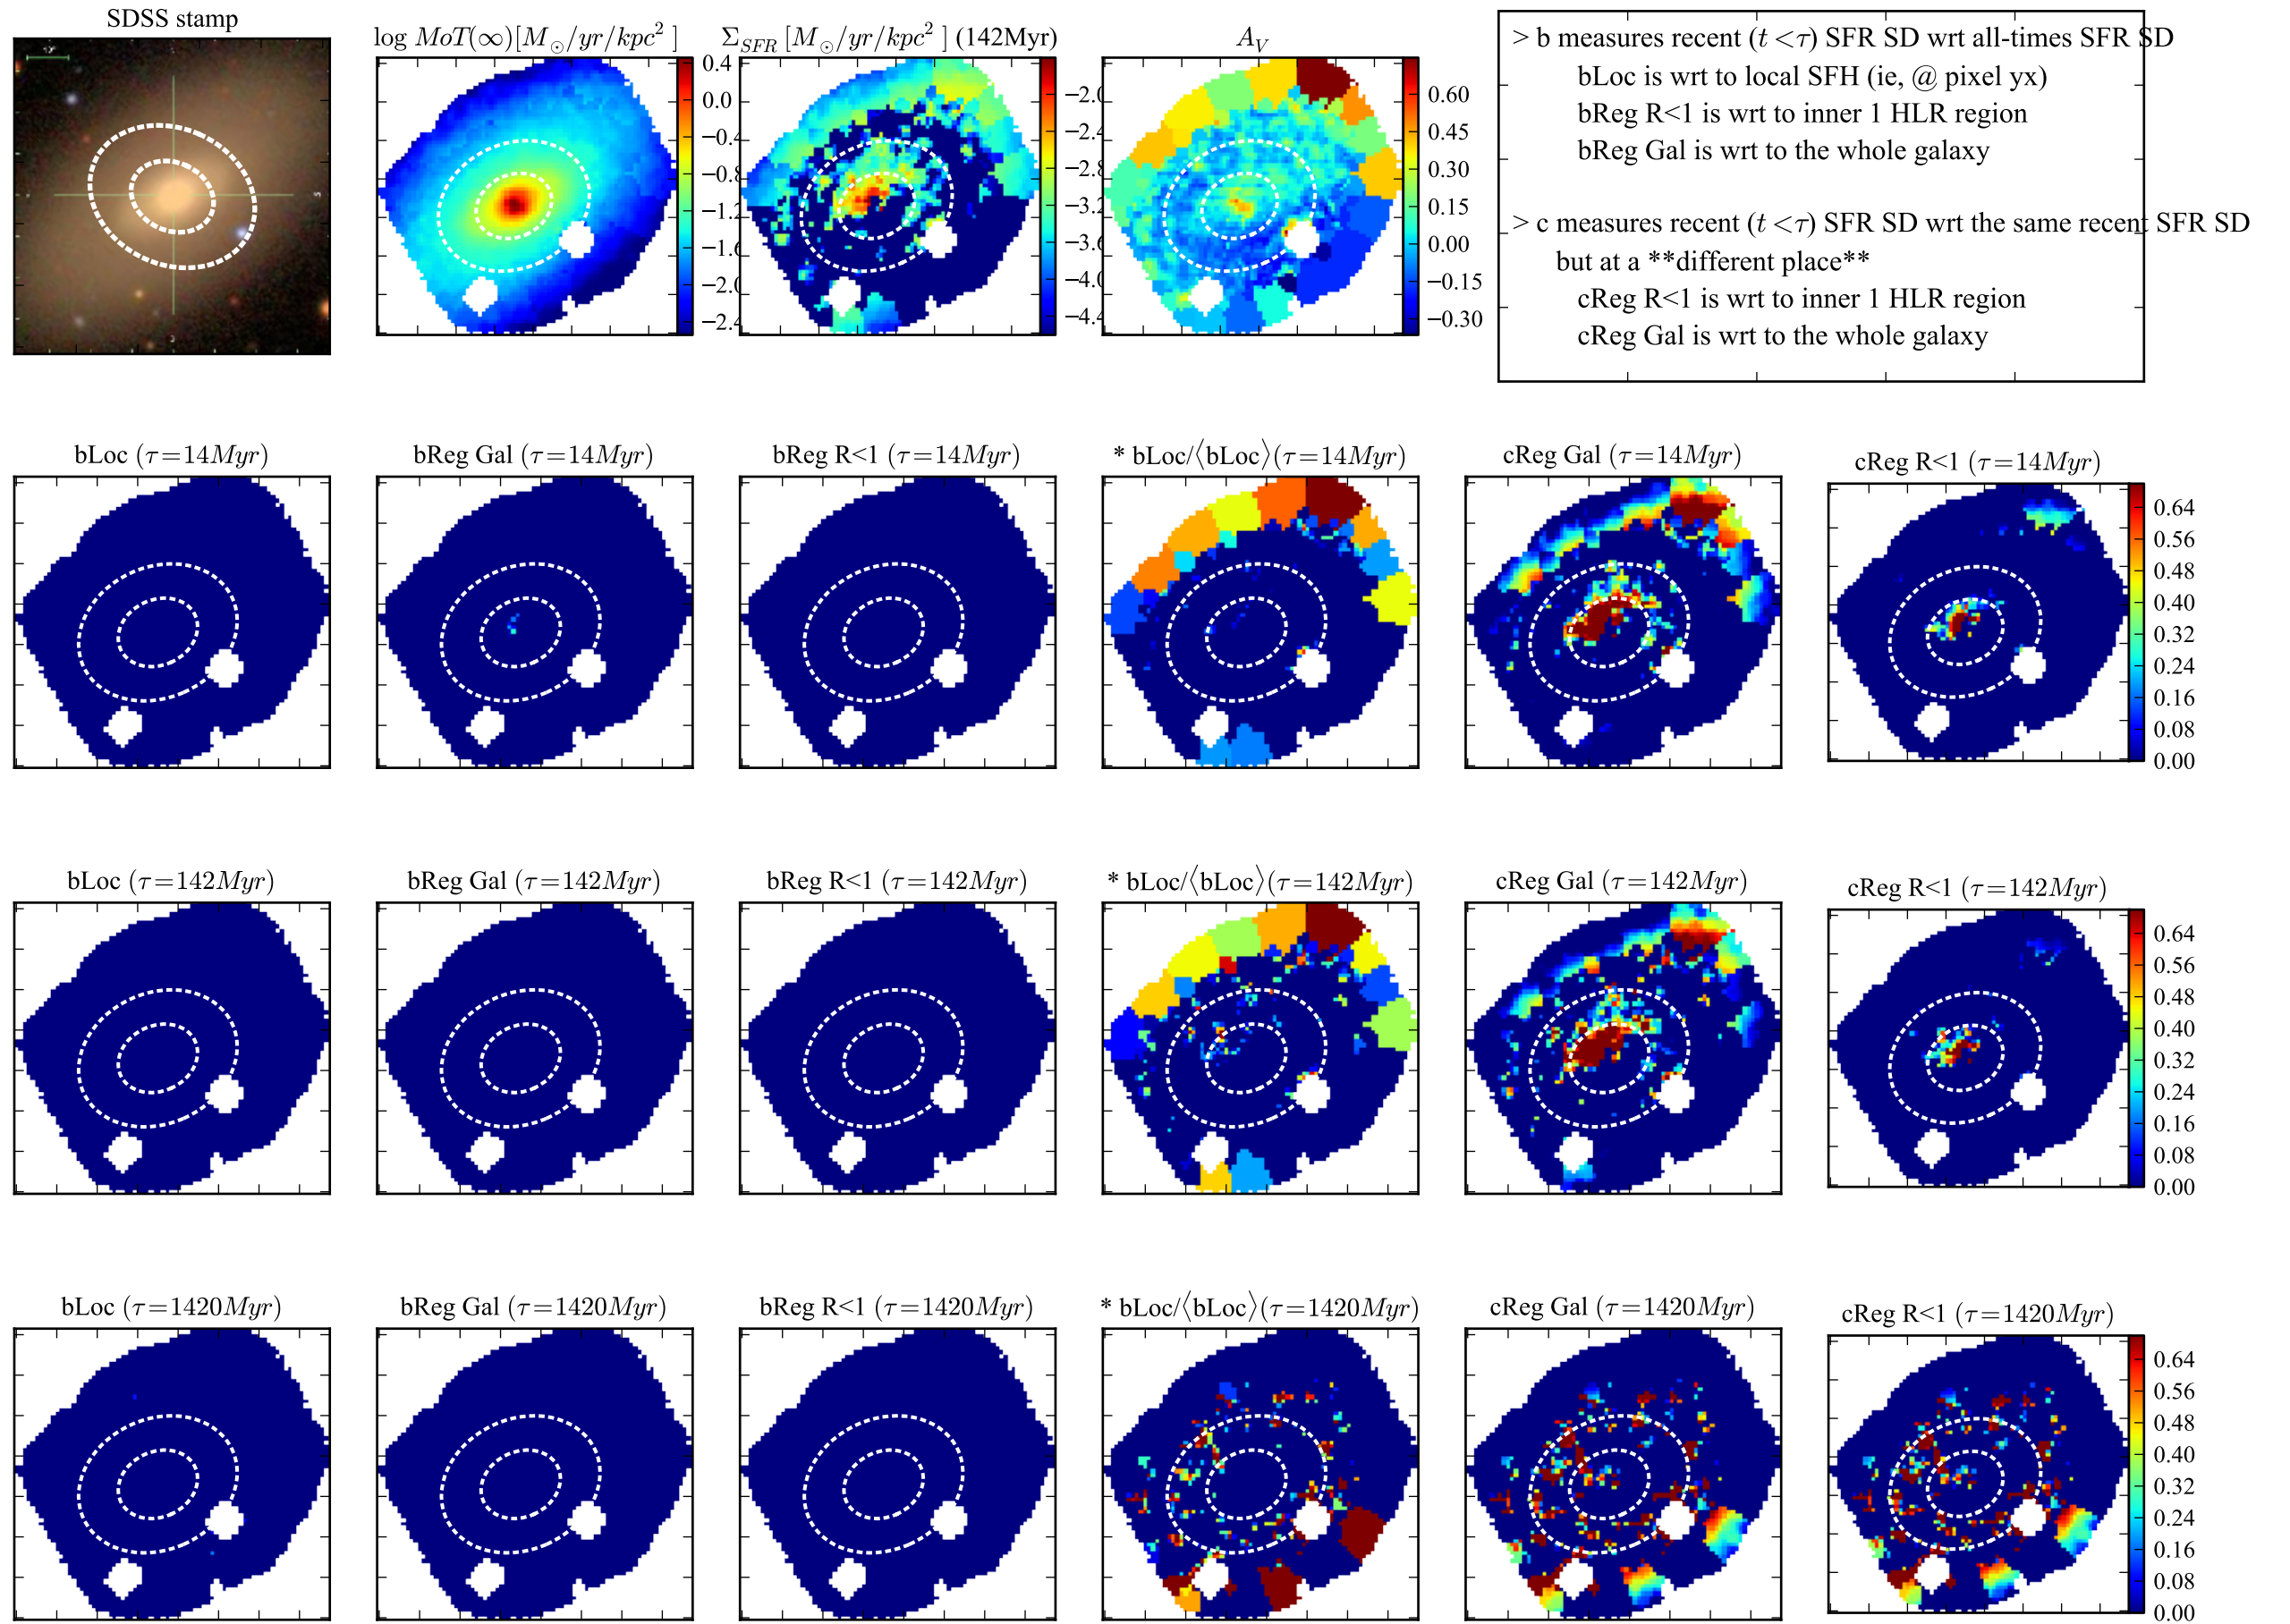 SDSS stamp
log MoT(∞)[M⊙/yr/kpc²]
Σ_SFR [M⊙/yr/kpc²] (142Myr)
A_V
0.4
0.0
−0.4
−0.8
−1.2
−1.6
−2.0
−2.4
−2.0
−2.4
−2.8
−3.2
−3.6
−4.0
−4.4
0.60
0.45
0.30
0.15
0.00
−0.15
−0.30
> b measures recent (t<τ) SFR SD wrt all-times SFR SD
bLoc is wrt to local SFH (ie, @ pixel yx)
bReg R<1 is wrt to inner 1 HLR region
bReg Gal is wrt to the whole galaxy
> c measures recent (t<τ) SFR SD wrt the same recent SFR SD
but at a **different place**
cReg R<1 is wrt to inner 1 HLR region
cReg Gal is wrt to the whole galaxy
bLoc (τ=14Myr)
bReg Gal (τ=14Myr)
bReg R<1 (τ=14Myr)
* bLoc/⟨bLoc⟩(τ=14Myr)
cReg Gal (τ=14Myr)
cReg R<1 (τ=14Myr)
0.64
0.56
0.48
0.40
0.32
0.24
0.16
0.08
0.00
bLoc (τ=142Myr)
bReg Gal (τ=142Myr)
bReg R<1 (τ=142Myr)
* bLoc/⟨bLoc⟩(τ=142Myr)
cReg Gal (τ=142Myr)
cReg R<1 (τ=142Myr)
0.64
0.56
0.48
0.40
0.32
0.24
0.16
0.08
0.00
bLoc (τ=1420Myr)
bReg Gal (τ=1420Myr)
bReg R<1 (τ=1420Myr)
* bLoc/⟨bLoc⟩(τ=1420Myr)
cReg Gal (τ=1420Myr)
cReg R<1 (τ=1420Myr)
0.64
0.56
0.48
0.40
0.32
0.24
0.16
0.08
0.00